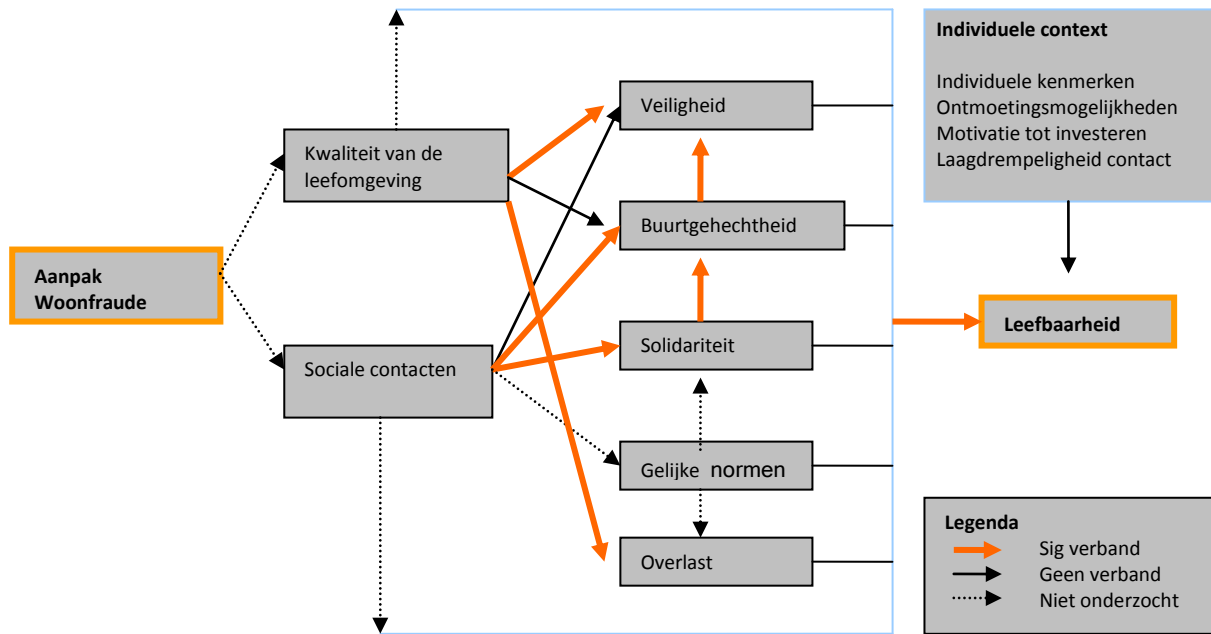 Individuele context
Individuele kenmerken
Ontmoetingsmogelijkheden
Motivatie tot investeren
Laagdrempeligheid contact
Veiligheid
Kwaliteit van de
leefomgeving
Buurtgehechtheid
Aanpak
Woonfraude
Leefbaarheid
Solidariteit
Sociale contacten
Gelijke normen
Overlast
Legenda
Sig verband
Geen verband
Niet onderzocht